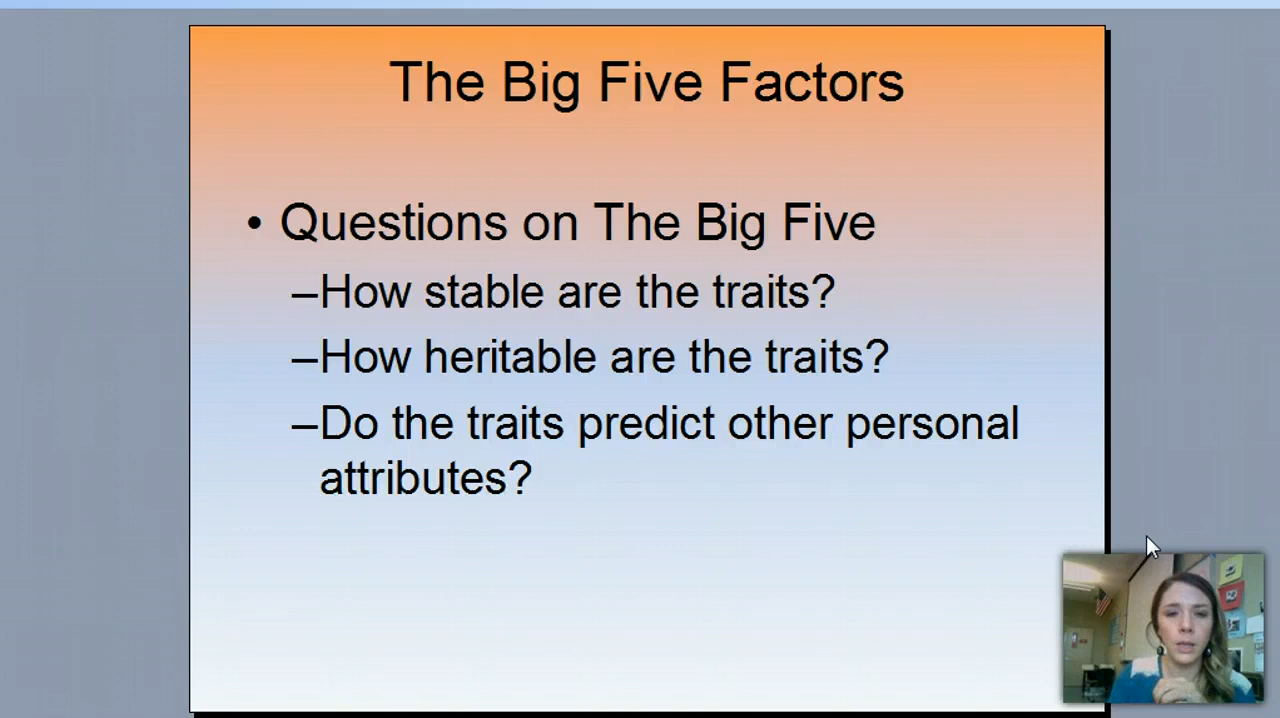 The Big Five Factors
• Questions on The Big Five
–How stable are the traits?
–How heritable are the traits?
–Do the traits predict other personal
attributes?